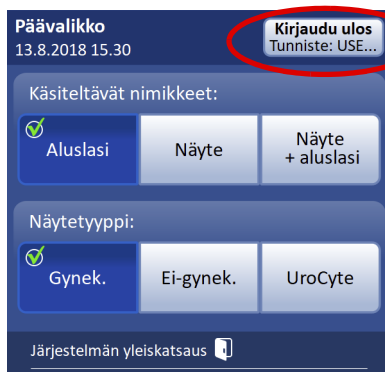 Päävalikko
13.8.2018 15.30
Kirjaudu ulos
Tunniste: USE...
Käsiteltävät nimikkeet:
Aluslasi
Näyte
Näyte
+ aluslasi
Näytetyyppi:
Gynek.
Ei-gynek.
UroCyte
Järjestelmän yleiskatsaus